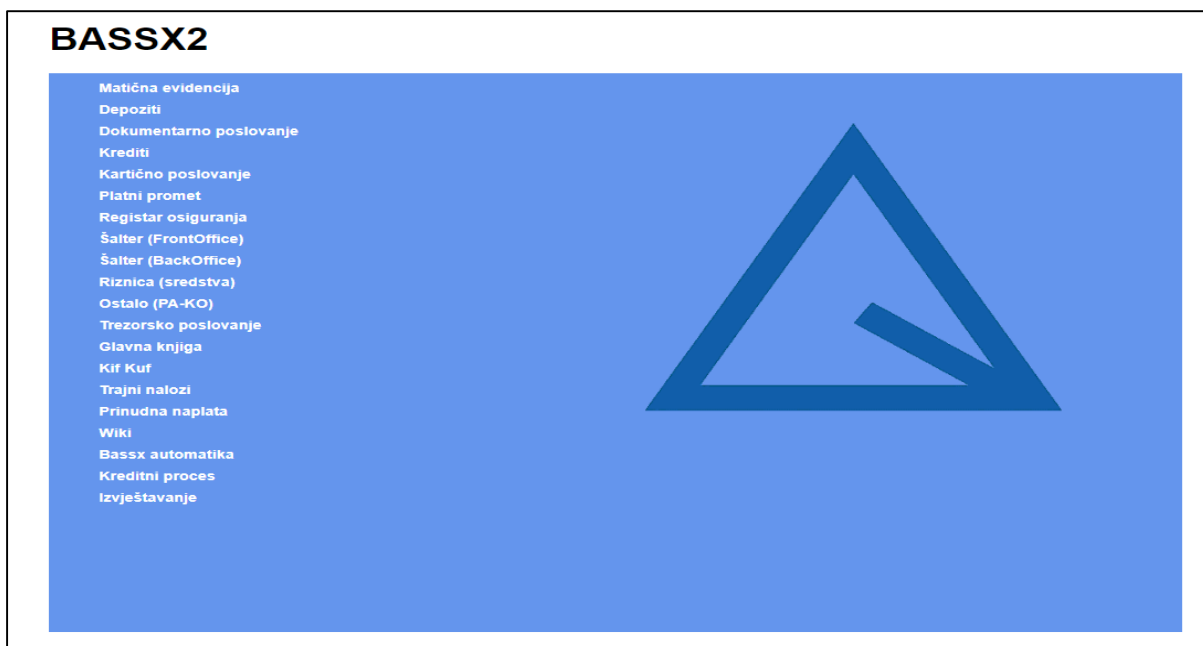 BASSX2
Matična evidencija
Depoziti
Dokumentarno poslovanje
Krediti
Kartično poslovanje
Platni promet
Registar osiguranja
Šalter (FrontOffice)
Šalter (BackOffice)
Riznica (sredstva)
Ostalo (PA-KO)
Trezorsko poslovanje
Glavna knjiga
Kif Kuf
Trajni nalozi
Prinudna naplata
Wiki
Bassx automatika
Kreditni proces
Izvještavanje